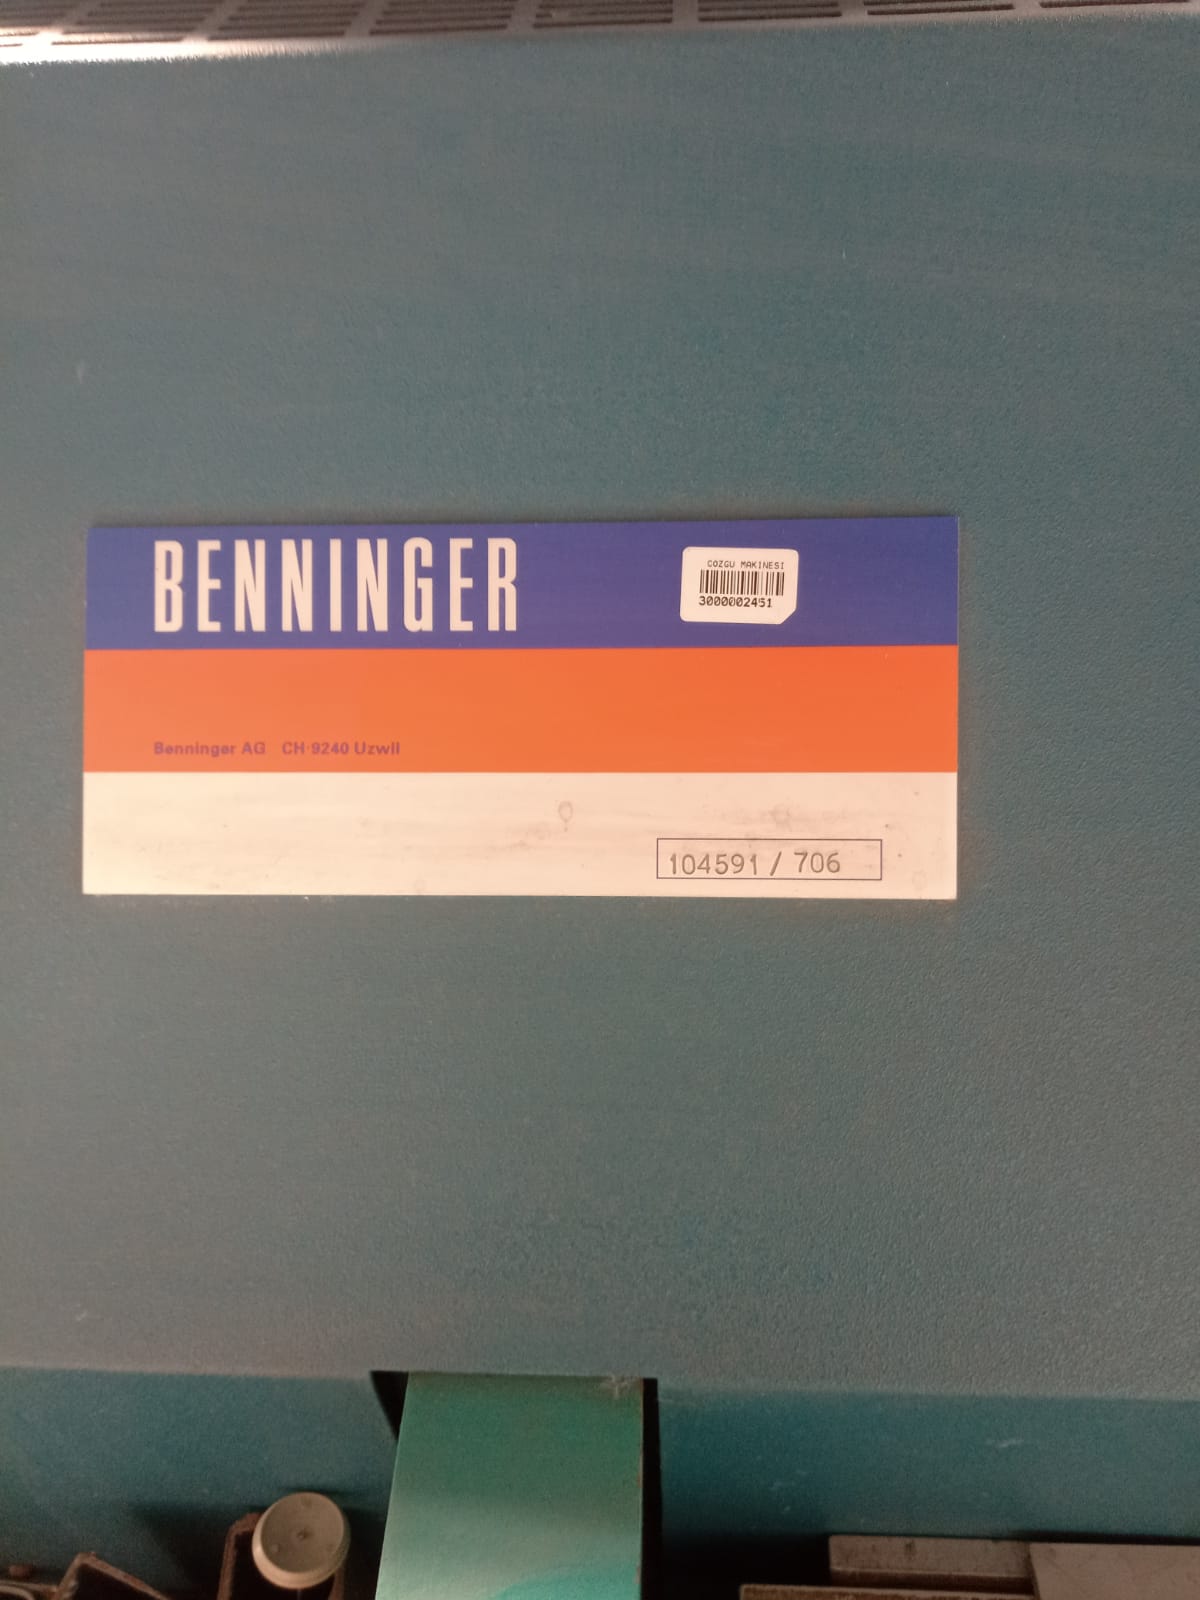 BENNINGER
COZGU MAKINESI
3000002451
Benninger AG CH-9240 Uzwil
104591 / 706